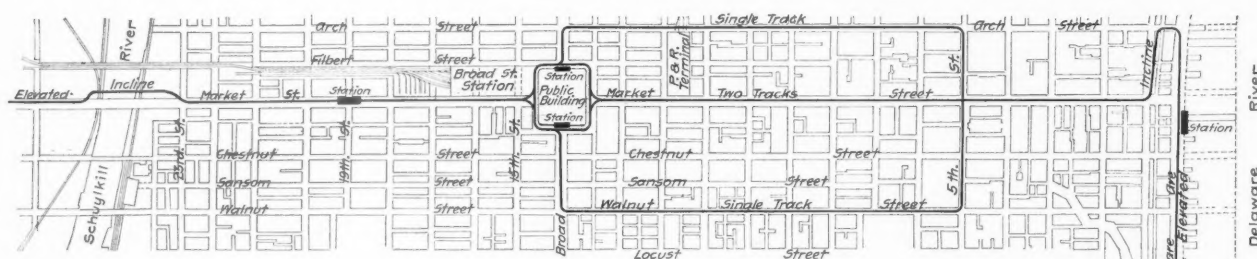 Single Track
Arch Street
Arch Street
River
Filbert Street
P.&R. Terminal
St.
Incline
Broad St. Station
Station
Public Building
Station
Elevated
Incline
Market St.
Station
Market Two Tracks Street
River
Station
23rd. St.
19th. St.
15th. St.
Chestnut Street
Chestnut Street
5th.
Sansom Street
Sansom Street
Walnut Street
Walnut Single Track Street
Schuylkill
Broad
Locust Street
Elevated
Delaware